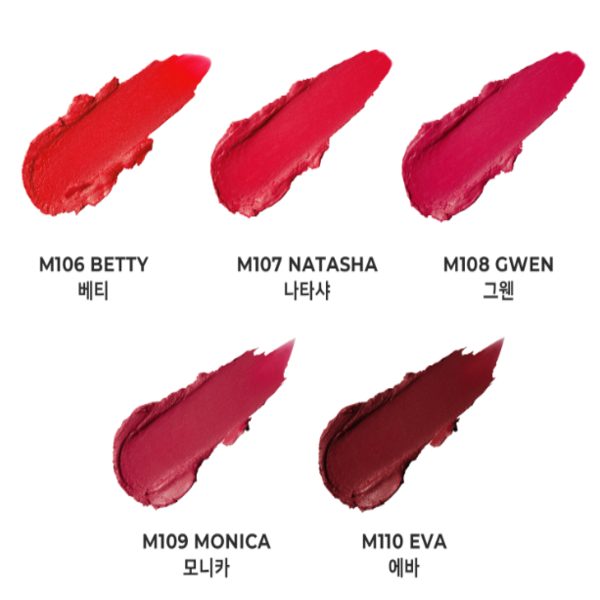 M106 BETTY
베티
M107 NATASHA
나타샤
M108 GWEN
그웬
M109 MONICA
모니카
M110 EVA
에바